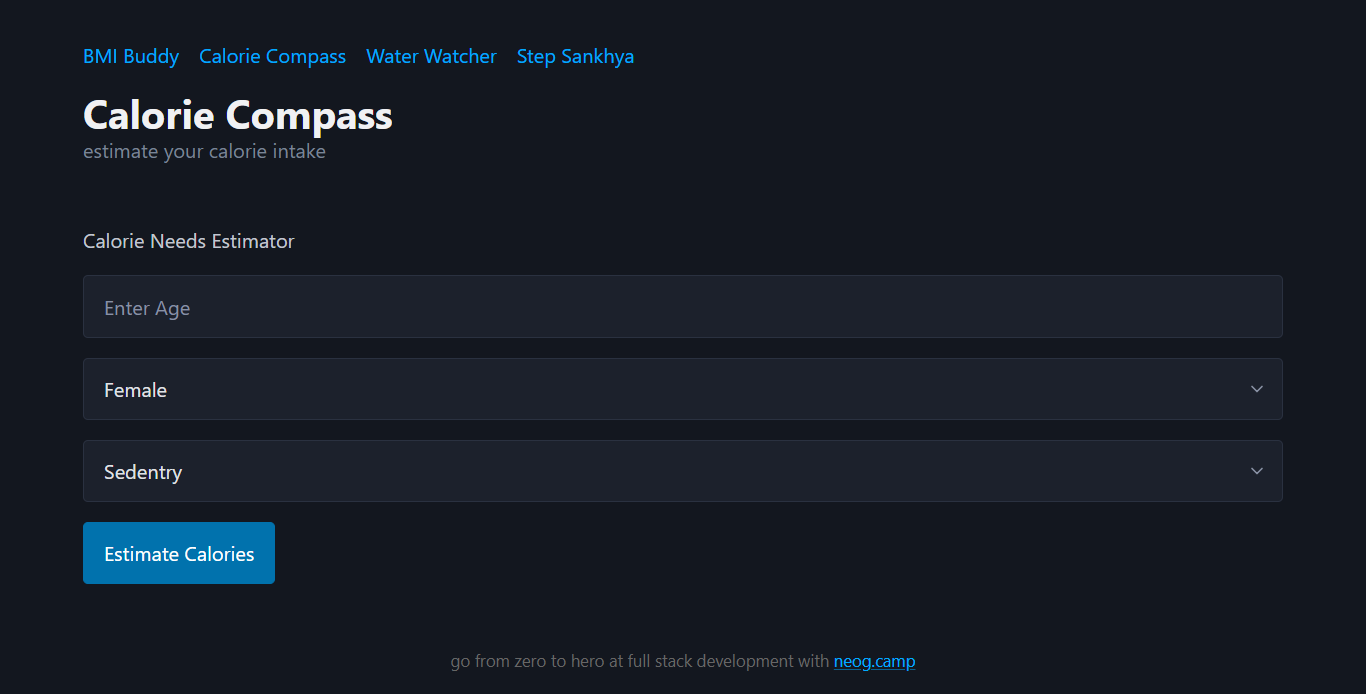 BMI Buddy Calorie Compass Water Watcher Step Sankhya
Calorie Compass
estimate your calorie intake
Calorie Needs Estimator
Enter Age
Female
Sedentry
Estimate Calories
go from zero to hero at full stack development with neog.camp